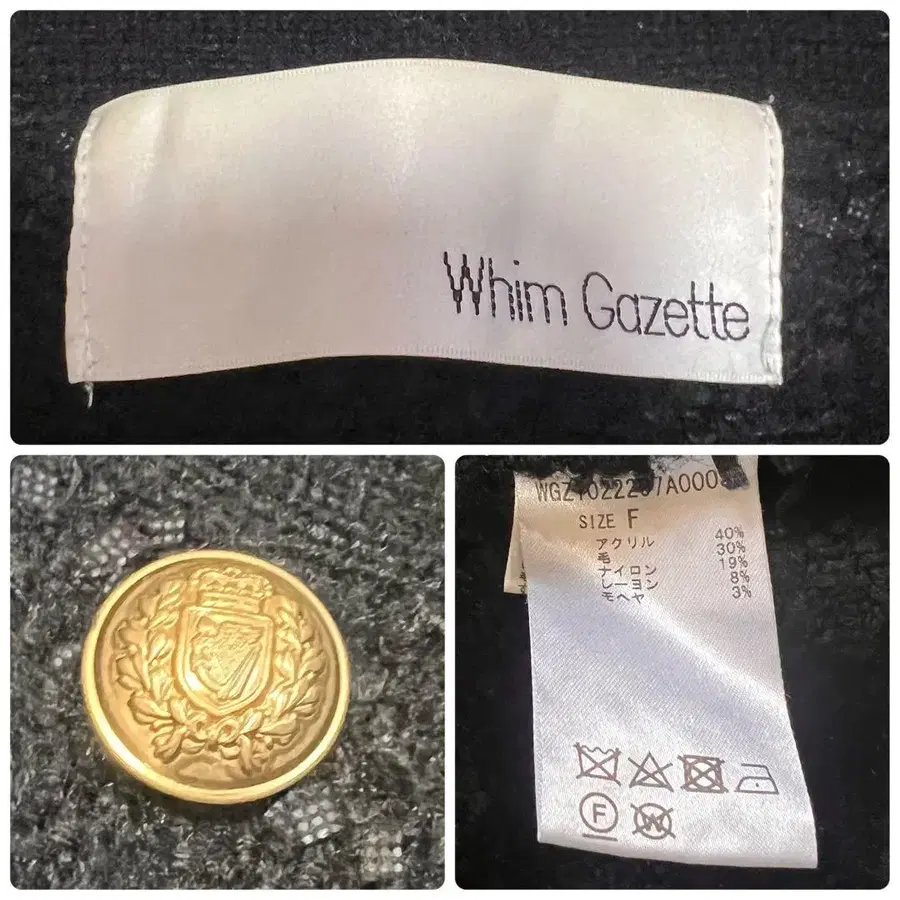 Whim Gazette
SIZE F
アクリル 40%
毛 30%
ナイロン 19%
レーヨン 8%
モヘヤ 3%
F
W